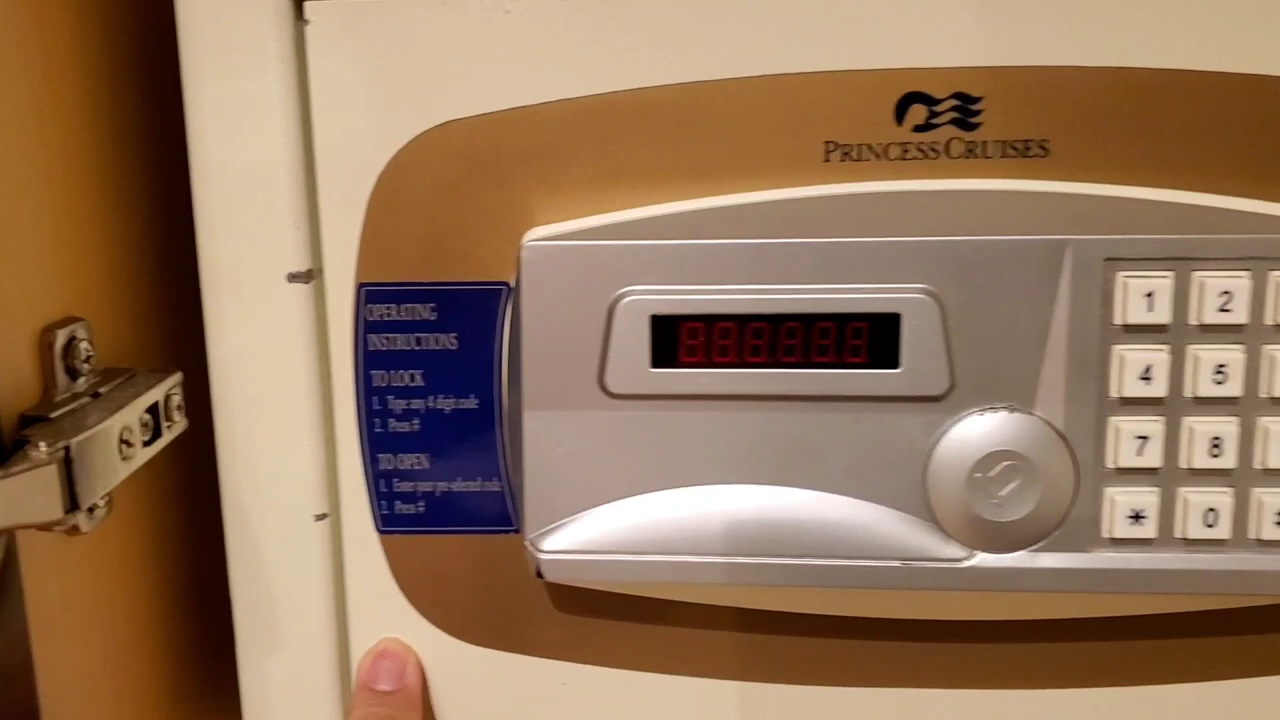 PRINCESS CRUISES
OPERATING
INSTRUCTIONS
TO LOCK
1. Type any 4 digit code
2. Press #
TO OPEN
1. Enter your pre-selected code
2. Press #
888888
1 2
4 5
7 8
* 0